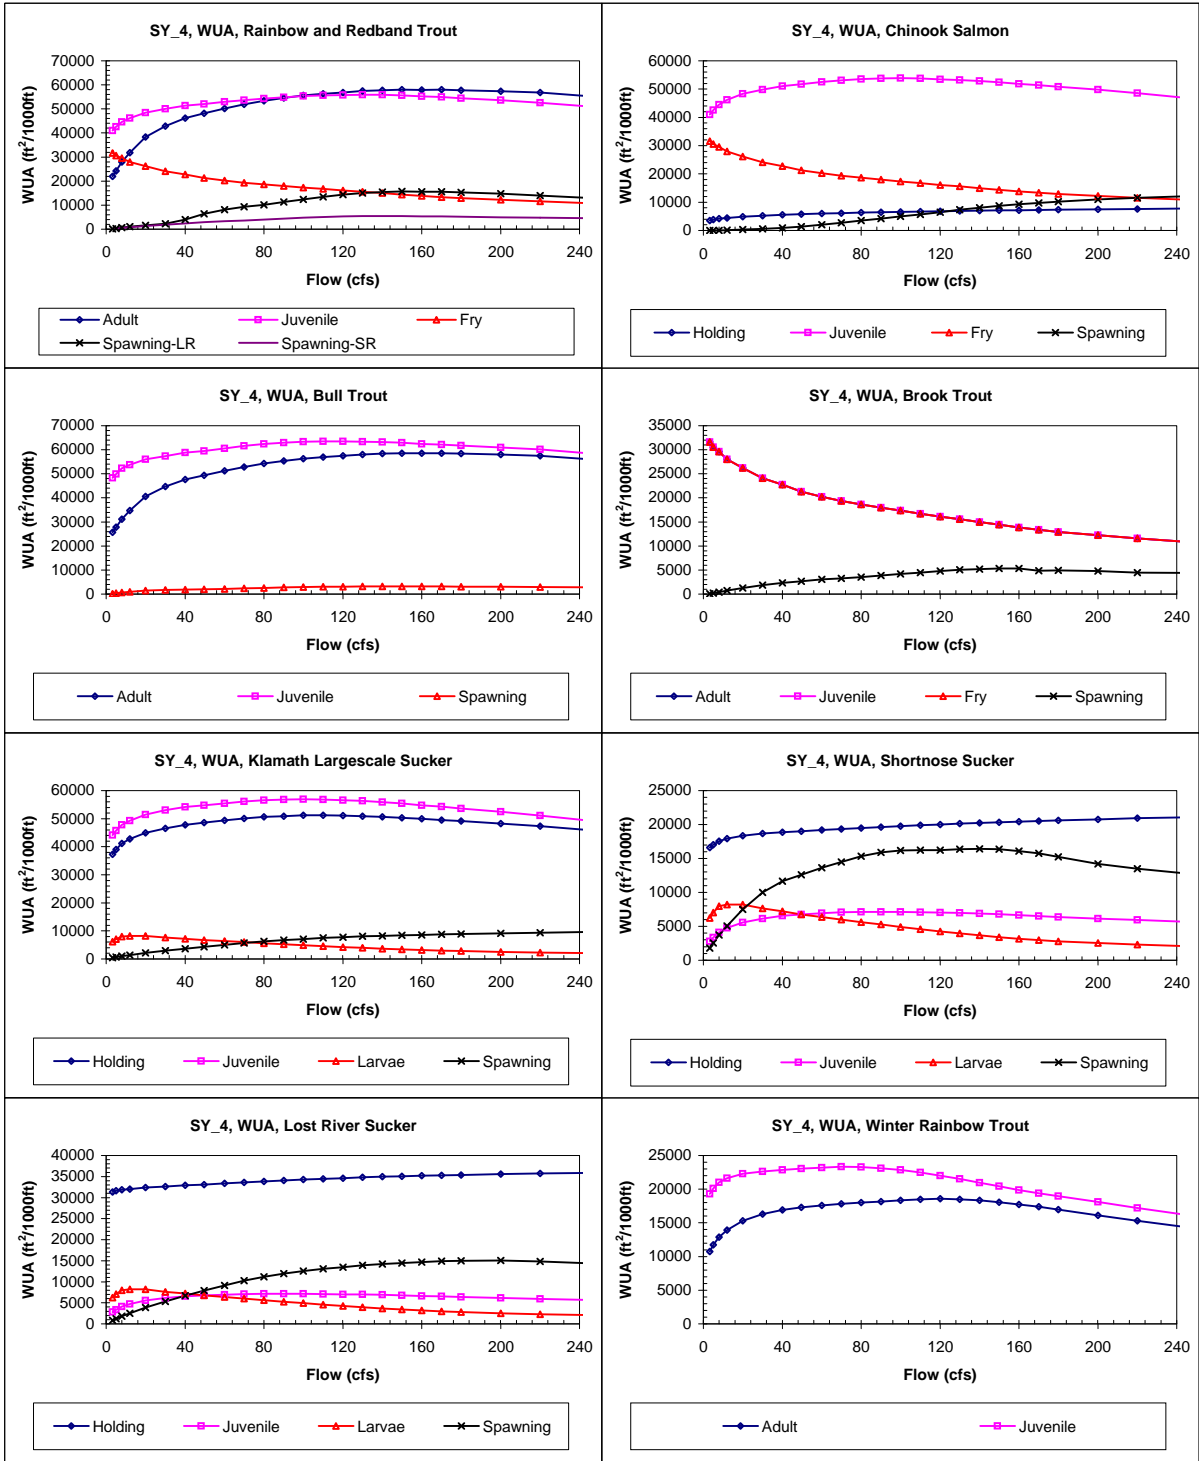 SY_4, WUA, Rainbow and Redband Trout
WUA (ft²/1000ft)
70000
60000
50000
40000
30000
20000
10000
0
0 40 80 120 160 200 240
Flow (cfs)
Adult Juvenile Fry
Spawning-LR Spawning-SR
SY_4, WUA, Chinook Salmon
WUA (ft²/1000ft)
60000
50000
40000
30000
20000
10000
0
0 40 80 120 160 200 240
Flow (cfs)
Holding Juvenile Fry Spawning
SY_4, WUA, Bull Trout
WUA (ft²/1000ft)
70000
60000
50000
40000
30000
20000
10000
0
0 40 80 120 160 200 240
Flow (cfs)
Adult Juvenile Spawning
SY_4, WUA, Brook Trout
WUA (ft²/1000ft)
35000
30000
25000
20000
15000
10000
5000
0
0 40 80 120 160 200 240
Flow (cfs)
Adult Juvenile Fry Spawning
SY_4, WUA, Klamath Largescale Sucker
WUA (ft²/1000ft)
60000
50000
40000
30000
20000
10000
0
0 40 80 120 160 200 240
Flow (cfs)
Holding Juvenile Larvae Spawning
SY_4, WUA, Shortnose Sucker
WUA (ft²/1000ft)
25000
20000
15000
10000
5000
0
0 40 80 120 160 200 240
Flow (cfs)
Holding Juvenile Larvae Spawning
SY_4, WUA, Lost River Sucker
WUA (ft²/1000ft)
40000
35000
30000
25000
20000
15000
10000
5000
0
0 40 80 120 160 200 240
Flow (cfs)
Holding Juvenile Larvae Spawning
SY_4, WUA, Winter Rainbow Trout
WUA (ft²/1000ft)
25000
20000
15000
10000
5000
0
0 40 80 120 160 200 240
Flow (cfs)
Adult Juvenile